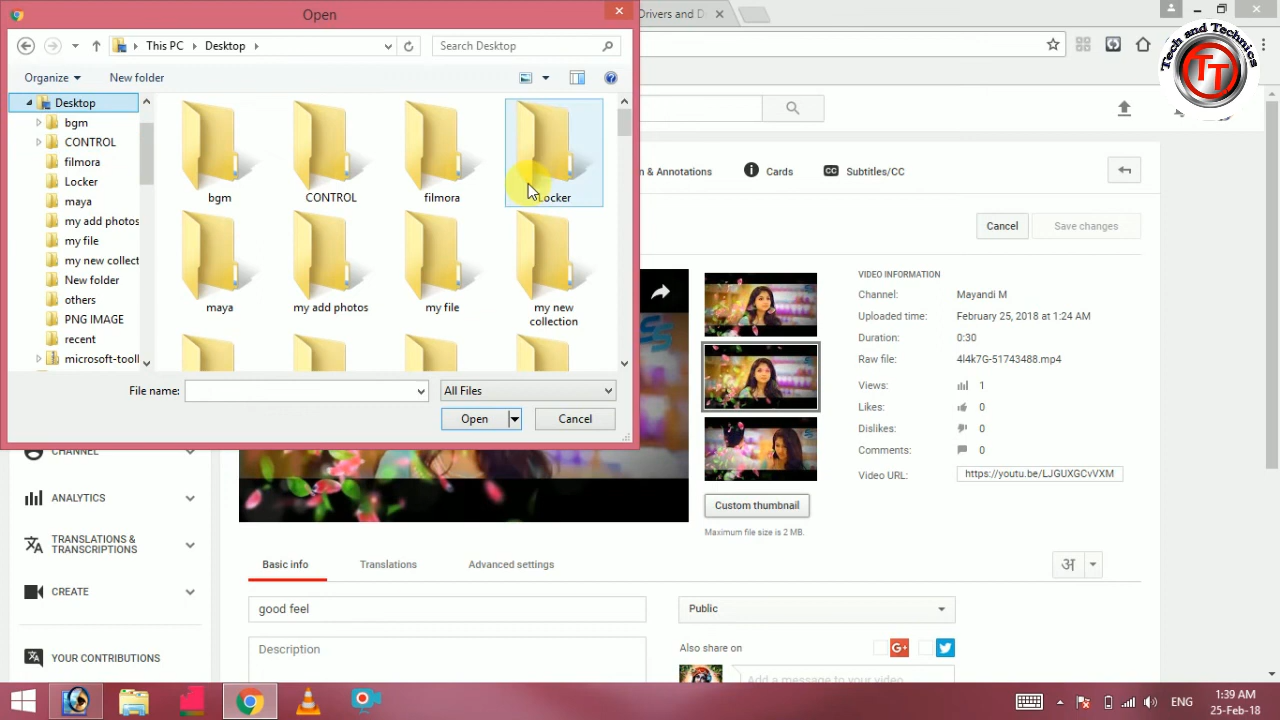 Open
Drivers and D
This PC
Desktop
Search Desktop
Organize
New folder
Tech and Technics
TT
Desktop
bgm
CONTROL
filmora
Locker
maya
my add photos
my file
my new collect
New folder
others
PNG IMAGE
recent
microsoft-tooll
bgm
CONTROL
filmora
Locker
maya
my add photos
my file
my new
collection
File name:
All Files
Open
Cancel
n & Annotations
Cards
CC
Subtitles/CC
Cancel
Save changes
VIDEO INFORMATION
Channel:
Mayandi M
Uploaded time:
February 25, 2018 at 1:24 AM
Duration:
0:30
Raw file:
4l4k7G-51743488.mp4
Views:
1
Likes:
0
Dislikes:
0
Comments:
0
Video URL:
https://youtu.be/LJGUXGCvVXM
Custom thumbnail
Maximum file size is 2 MB.
CHANNEL
ANALYTICS
TRANSLATIONS &
TRANSCRIPTIONS
CREATE
YOUR CONTRIBUTIONS
Basic info
Translations
Advanced settings
अ
good feel
Public
Description
Also share on
G+
Add a message to your video
ENG
1:39 AM
25-Feb-18